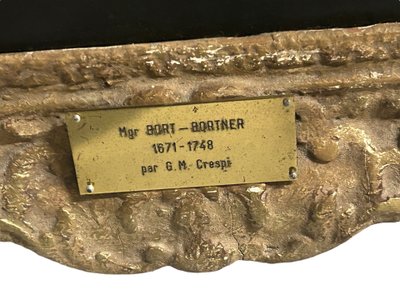 Mgr BORT-BORTNER
1671-1748
par G.M. Crespi